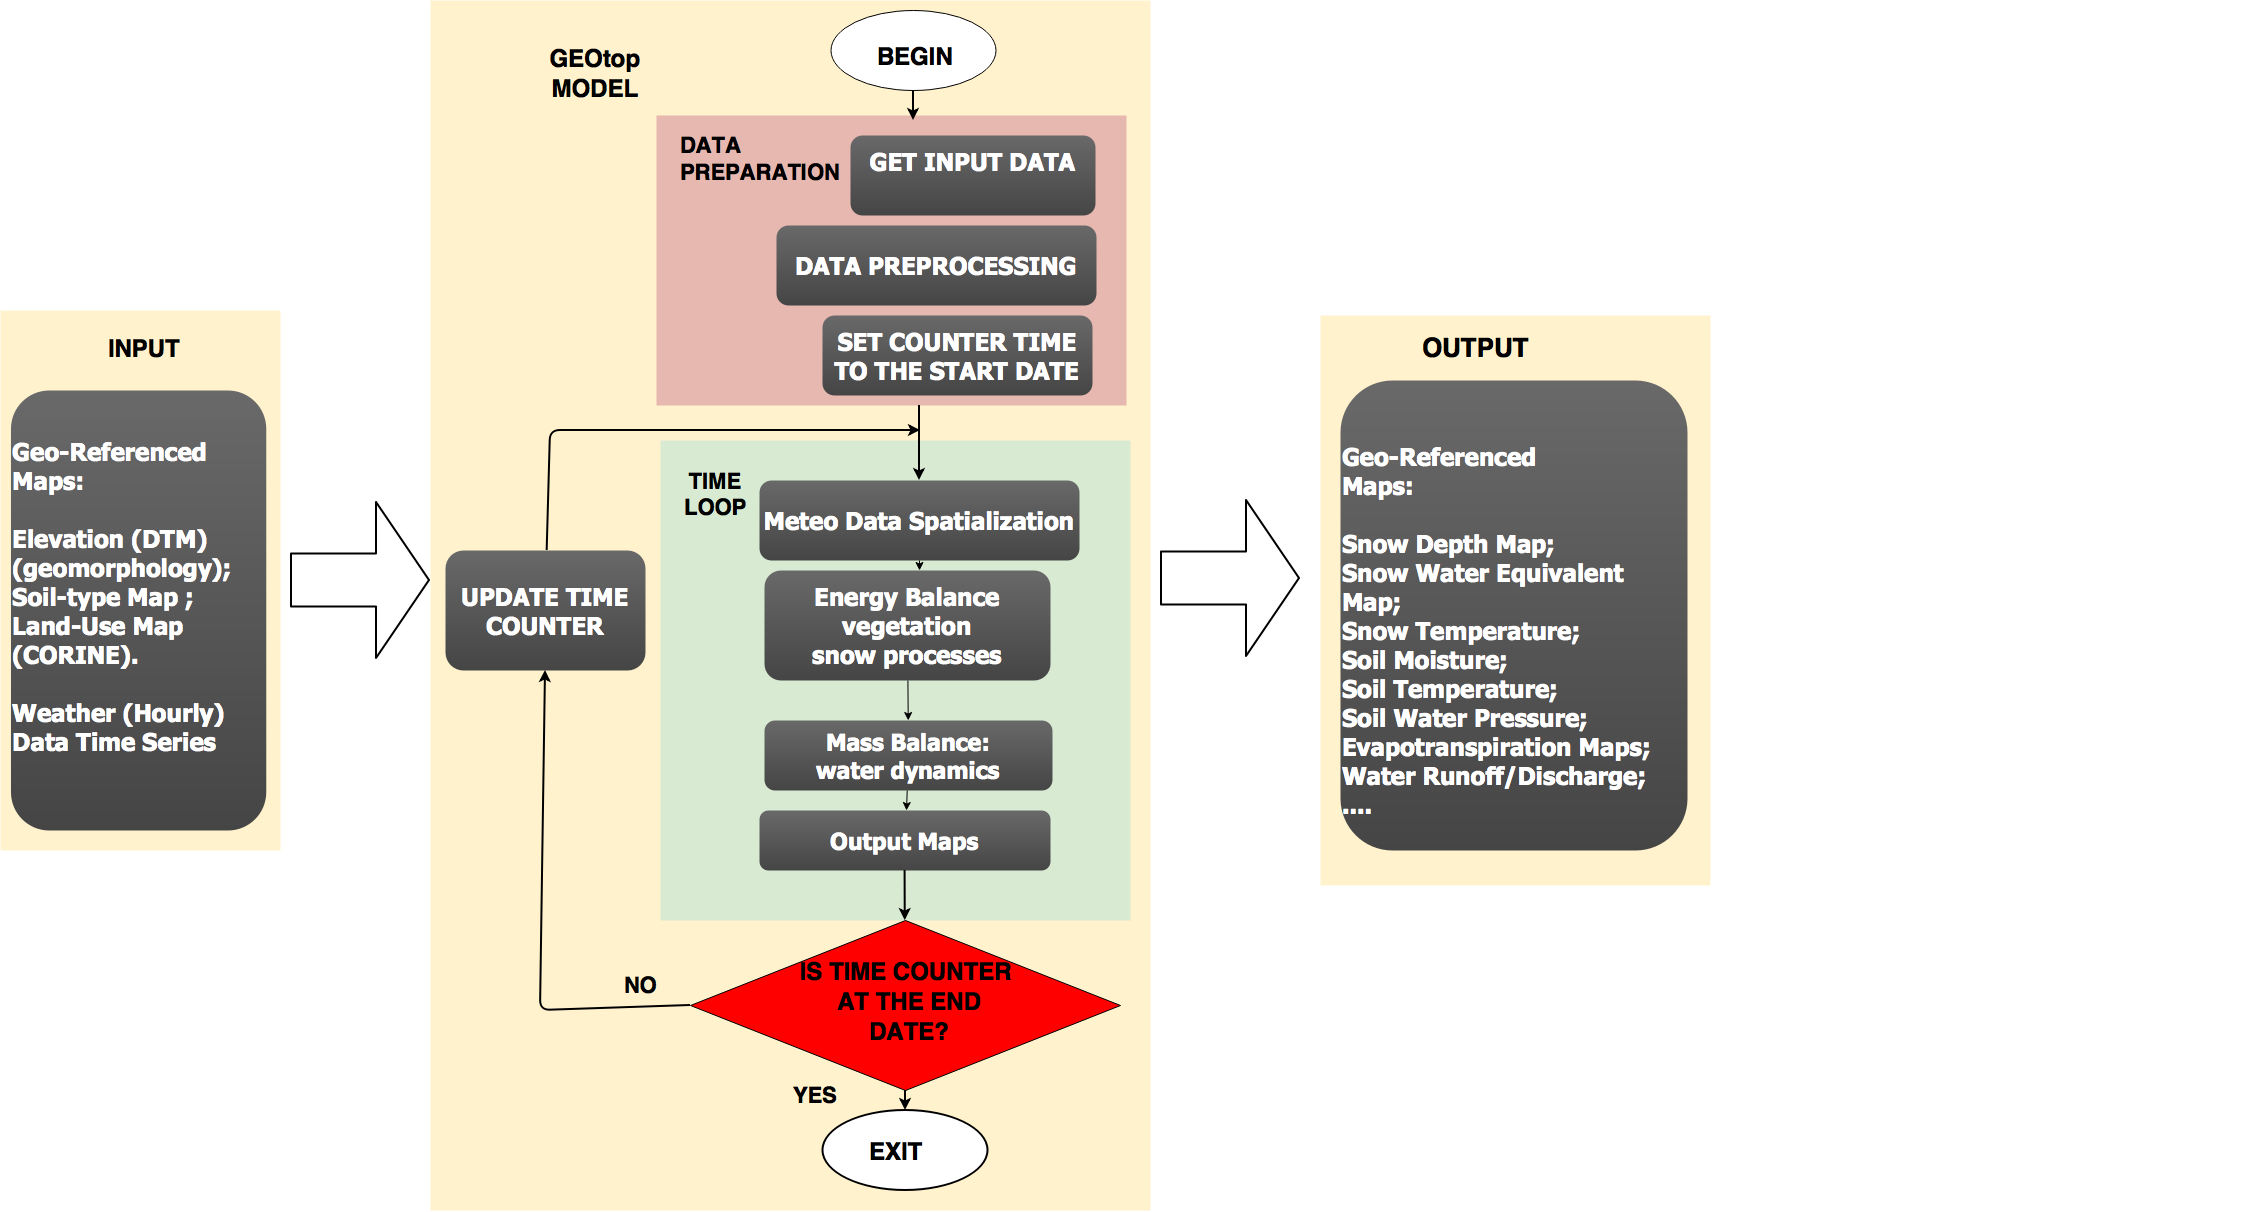 INPUT
Geo-Referenced
Maps:
Elevation (DTM)
(geomorphology);
Soil-type Map ;
Land-Use Map
(CORINE).
Weather (Hourly)
Data Time Series
GEOtop
MODEL
BEGIN
DATA
PREPARATION
GET INPUT DATA
DATA PREPROCESSING
SET COUNTER TIME
TO THE START DATE
TIME
LOOP
Meteo Data Spatialization
Energy Balance
vegetation
snow processes
Mass Balance:
water dynamics
Output Maps
UPDATE TIME
COUNTER
IS TIME COUNTER
AT THE END
DATE?
NO
YES
EXIT
OUTPUT
Geo-Referenced
Maps:
Snow Depth Map;
Snow Water Equivalent
Map;
Snow Temperature;
Soil Moisture;
Soil Temperature;
Soil Water Pressure;
Evapotranspiration Maps;
Water Runoff/Discharge;
....